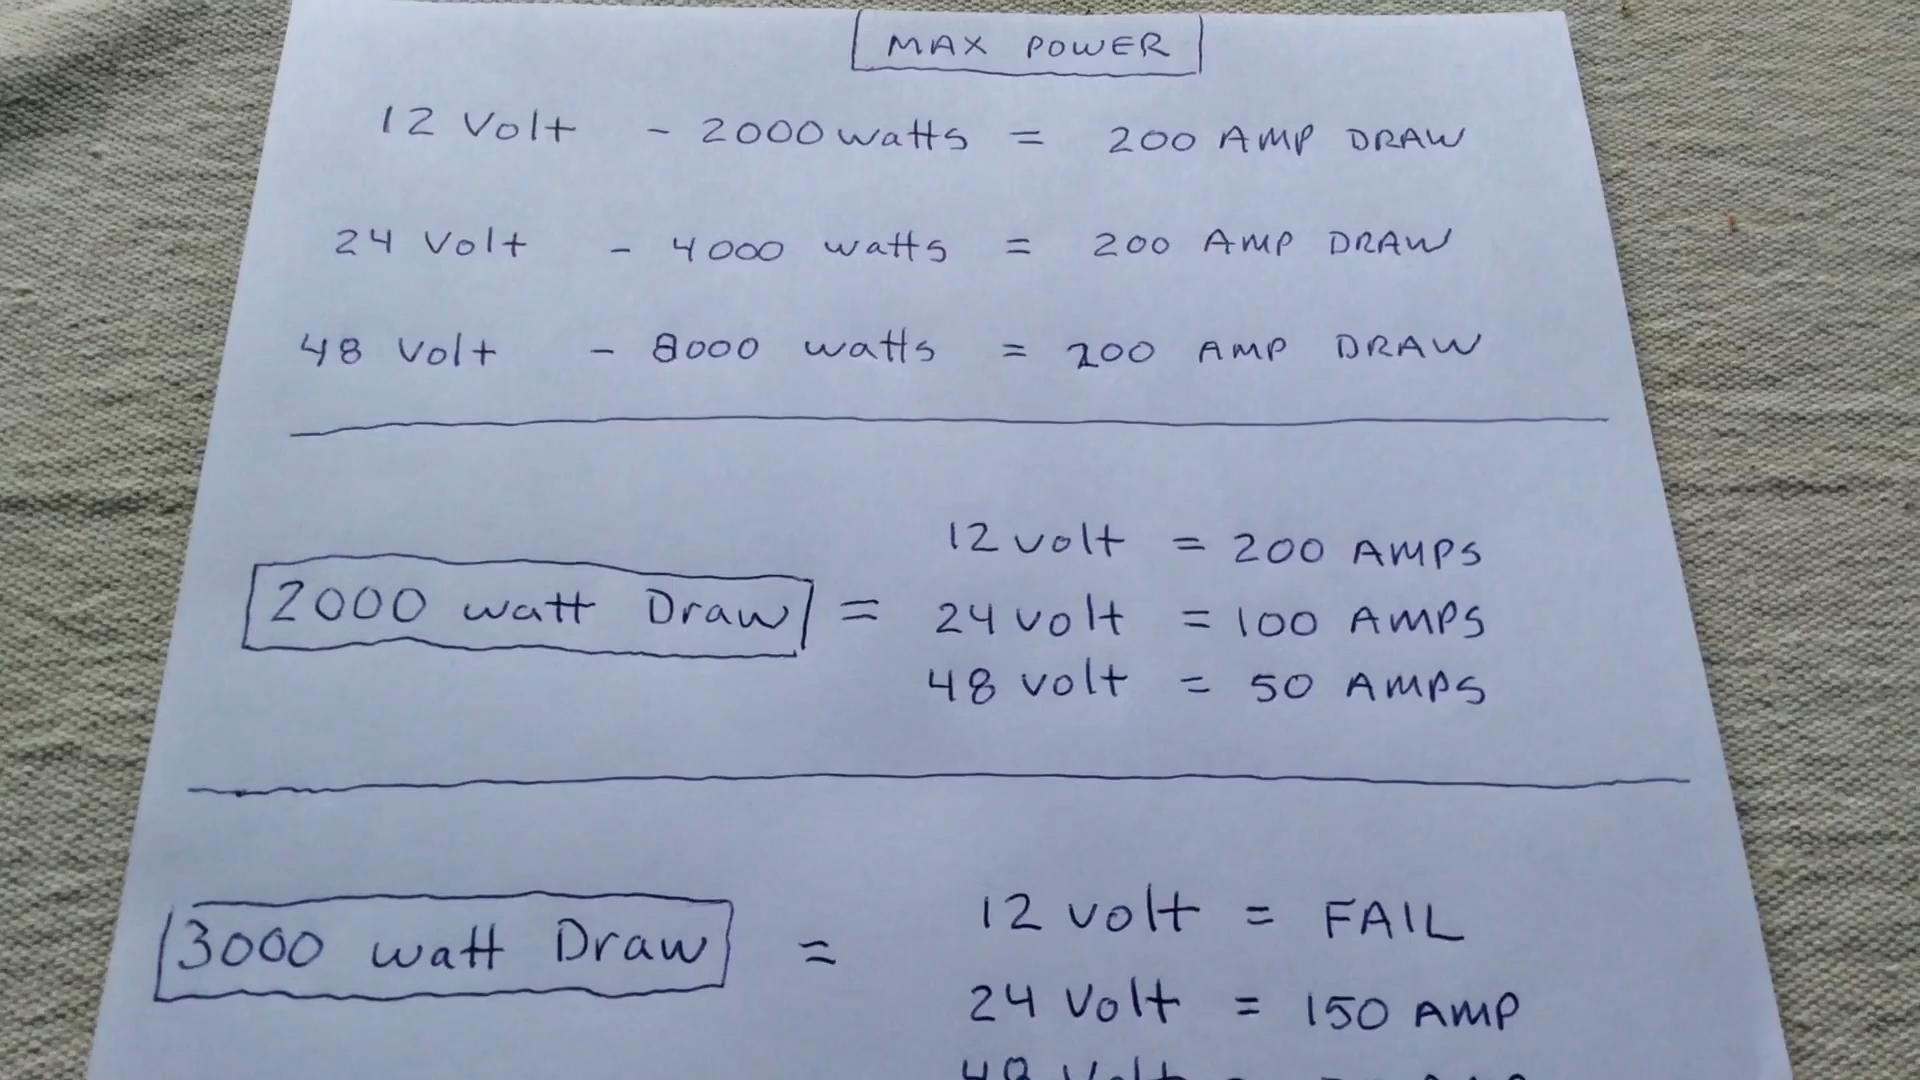 MAX POWER
12 Volt - 2000 watts = 200 AMP DRAW
24 Volt - 4000 watts = 200 AMP DRAW
48 Volt - 8000 watts = 200 AMP DRAW
12 volt = 200 AMPS
2000 watt Draw = 24 volt = 100 AMPS
48 volt = 50 AMPS
12 volt = FAIL
3000 watt Draw =
24 Volt = 150 AMP
48 Volt